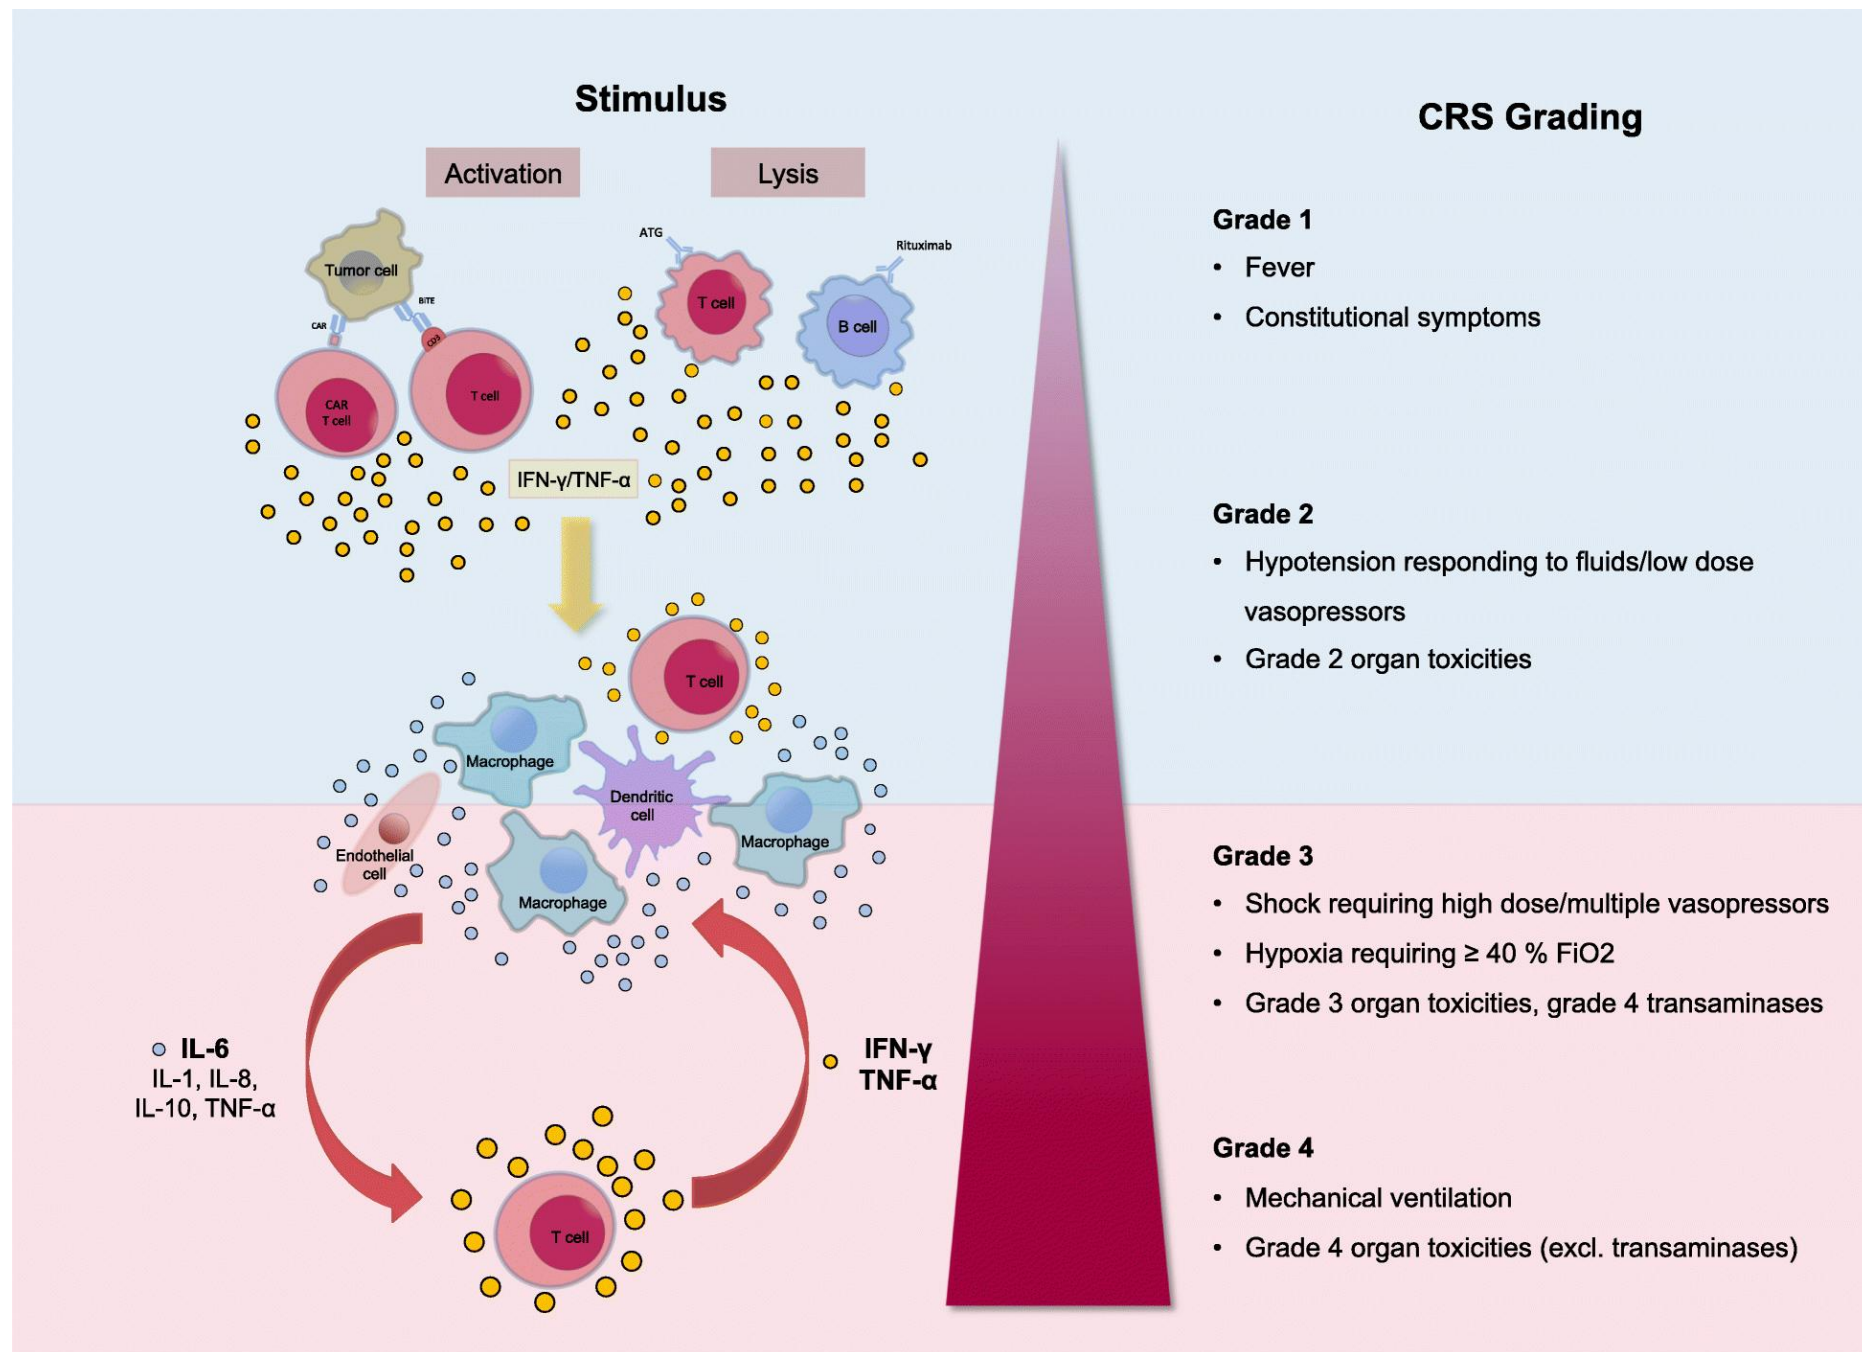 Stimulus
Activation
Lysis
Tumor cell
CAR
BiTE
CD3
CAR
T cell
T cell
ATG
T cell
Rituximab
B cell
IFN-γ/TNF-α
T cell
Macrophage
Dendritic
cell
Macrophage
Endothelial
cell
Macrophage
IL-6
IL-1, IL-8,
IL-10, TNF-α
IFN-γ
TNF-α
T cell
CRS Grading
Grade 1
• Fever
• Constitutional symptoms
Grade 2
• Hypotension responding to fluids/low dose
vasopressors
• Grade 2 organ toxicities
Grade 3
• Shock requiring high dose/multiple vasopressors
• Hypoxia requiring ≥ 40 % FiO2
• Grade 3 organ toxicities, grade 4 transaminases
Grade 4
• Mechanical ventilation
• Grade 4 organ toxicities (excl. transaminases)